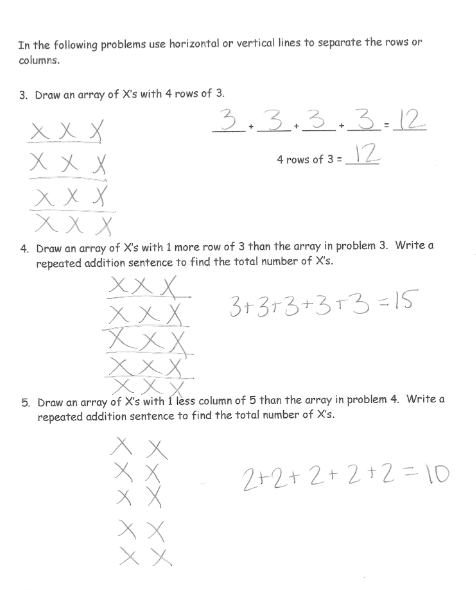 In the following problems use horizontal or vertical lines to separate the rows or
columns.
3. Draw an array of X's with 4 rows of 3.
3 + 3 + 3 + 3 = 12
4 rows of 3 = 12
X X X
X X X
X X X
X X X
4. Draw an array of X's with 1 more row of 3 than the array in problem 3. Write a
repeated addition sentence to find the total number of X's.
X X X
X X X
X X X
X X X
X X X
3+3+3+3+3 = 15
5. Draw an array of X's with 1 less column of 5 than the array in problem 4. Write a
repeated addition sentence to find the total number of X's.
X X
X X
X X
X X
X X
2+2+2+2+2 = 10